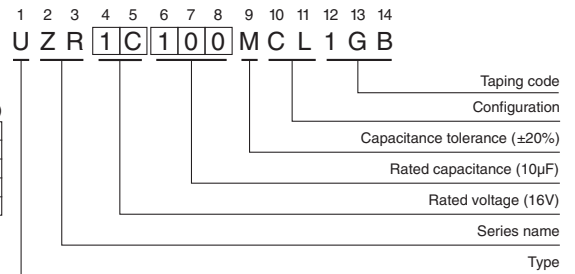 1 2 3 4 5 6 7 8 9 10 11 12 13 14
U Z R 1 C 1 0 0 M C L 1 G B
Taping code
Configuration
Capacitance tolerance (±20%)
Rated capacitance (10µF)
Rated voltage (16V)
Series name
Type